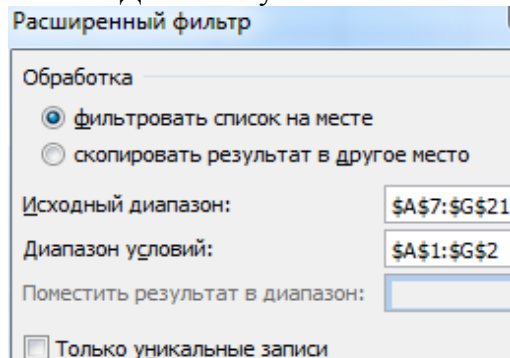 Расширенный фильтр
Обработка
фильтровать список на месте
скопировать результат в другое место
Исходный диапазон: $A$7:$G$21
Диапазон условий: $A$1:$G$2
Поместить результат в диапазон:
Только уникальные записи